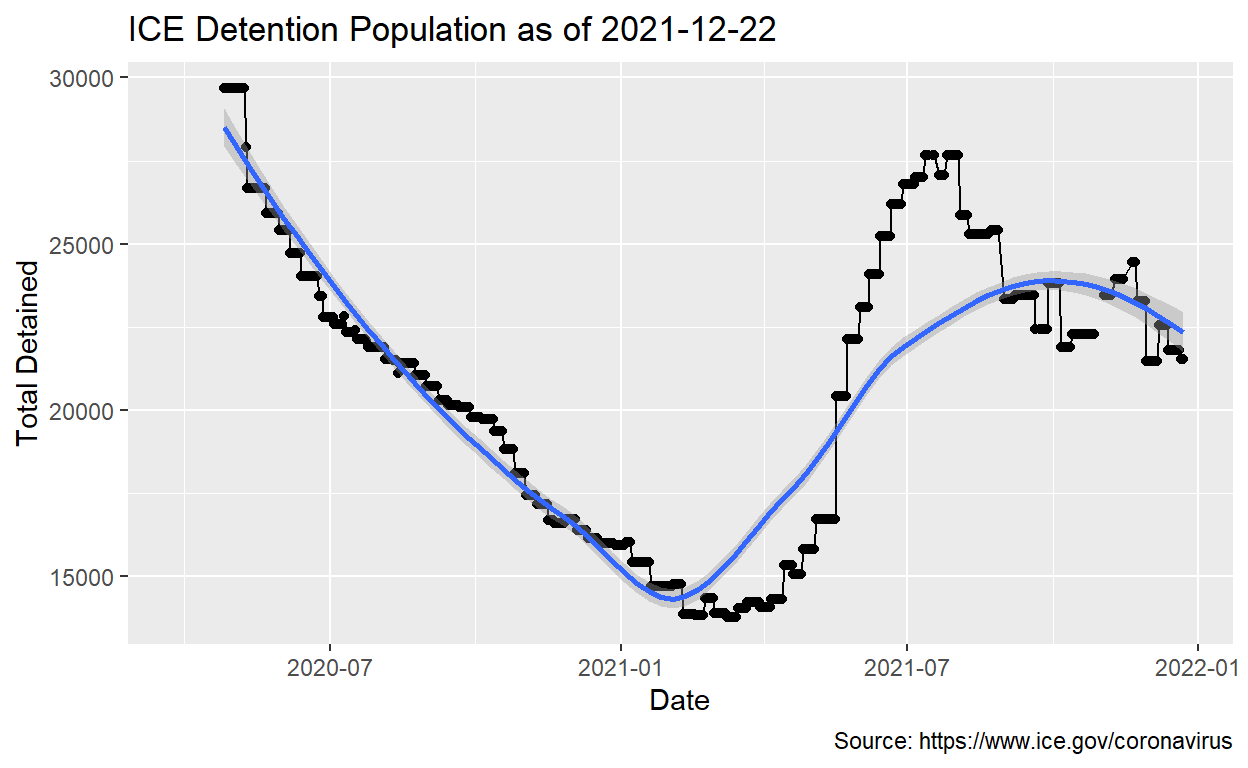 ICE Detention Population as of 2021-12-22
Total Detained
30000
25000
20000
15000
2020-07
2021-01
2021-07
2022-01
Date
Source: https://www.ice.gov/coronavirus